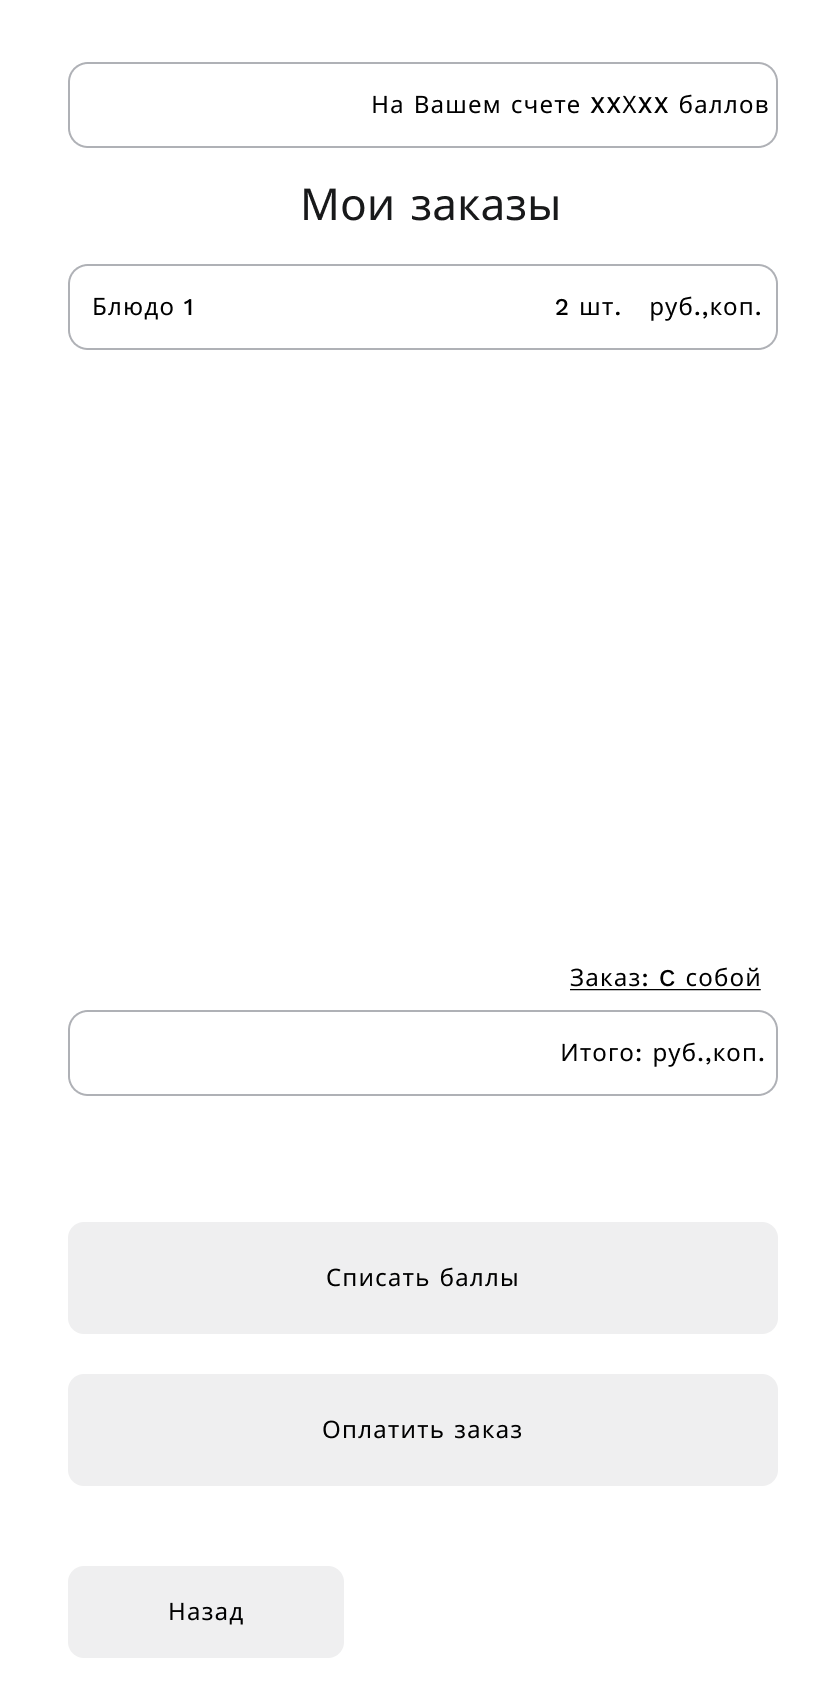 На Вашем счете XXXXX баллов
Мои заказы
Блюдо 1 2 шт. руб.,коп.
Заказ: С собой
Итого: руб.,коп.
Списать баллы
Оплатить заказ
Назад